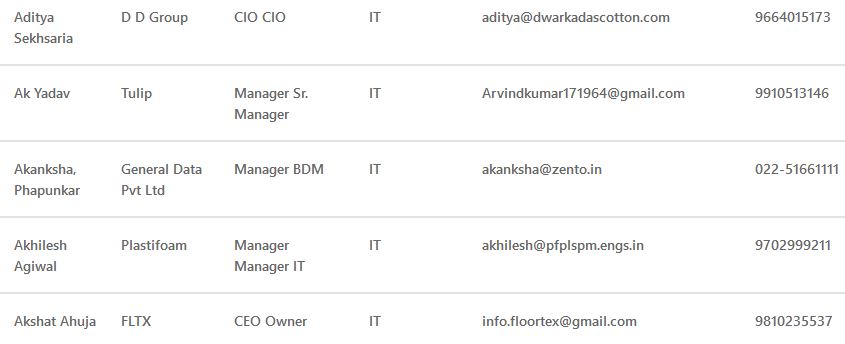 Aditya Sekhsaria D D Group CIO CIO IT aditya@dwarkadascotton.com 9664015173
Ak Yadav Tulip Manager Sr. Manager IT Arvindkumar171964@gmail.com 9910513146
Akanksha, Phapunkar General Data Pvt Ltd Manager BDM IT akanksha@zento.in 022-51661111
Akhilesh Agiwal Plastifoam Manager Manager IT IT akhilesh@pfplspm.engs.in 9702999211
Akshat Ahuja FLTX CEO Owner IT info.floortex@gmail.com 9810235537